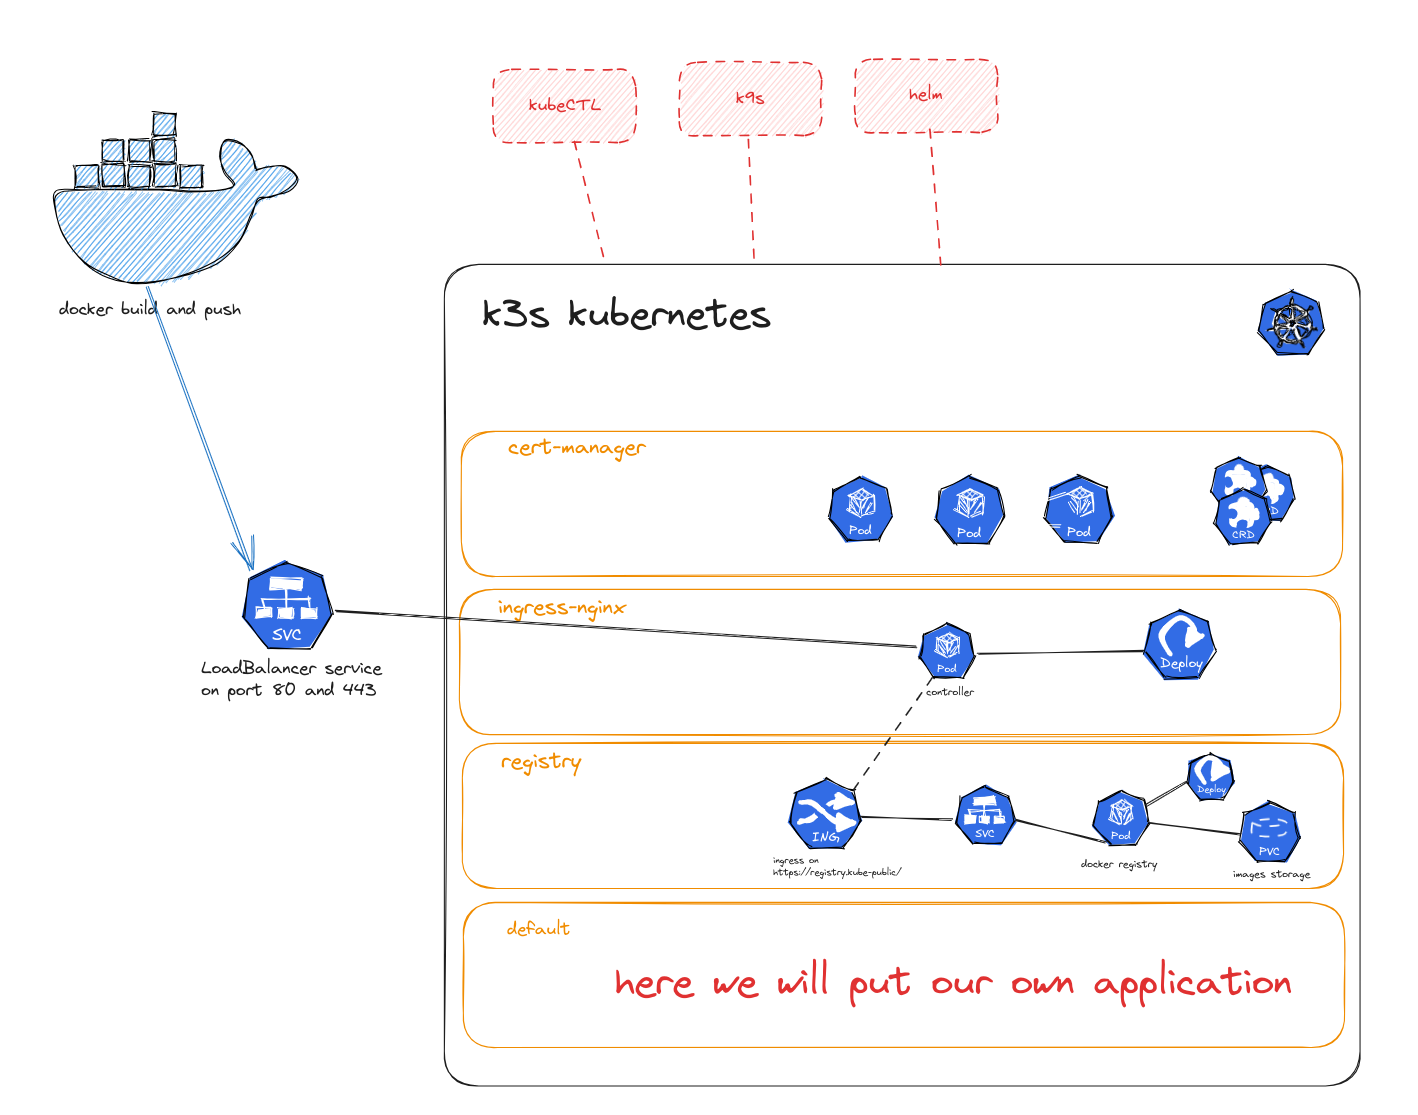 kubeCTL
k9s
helm
docker build and push
k3s kubernetes
cert-manager
Pod
Pod
Pod
D
CRD
ingress-nginx
SVC
LoadBalancer service
on port 80 and 443
Pod
controller
Deploy
registry
ING
ingress on
https://registry.kube-public/
SVC
Pod
docker registry
Deploy
PVC
images storage
default
here we will put our own application